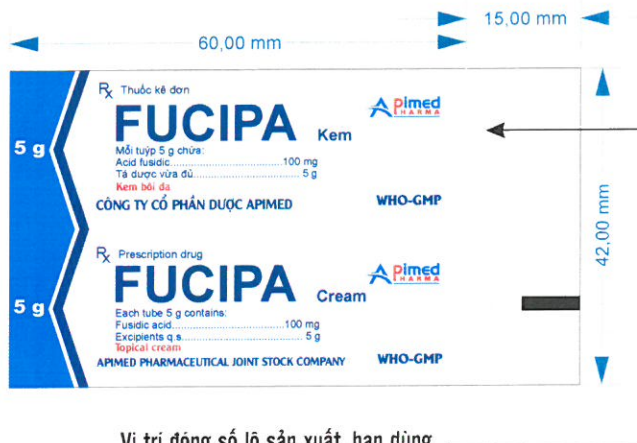 15,00 mm
60,00 mm
Rx Thuốc kê đơn
FUCIPA Kem
Apimed
PHARMA
5 g
Mỗi tuýp 5 g chứa:
Acid fusidic..............................100 mg
Tá dược vừa đủ..............................5 g
Kem bôi da
CÔNG TY CỔ PHẦN DƯỢC APIMED WHO-GMP
42,00 mm
Rx Prescription drug
FUCIPA Cream
Apimed
PHARMA
5 g
Each tube 5 g contains:
Fusidic acid..............................100 mg
Excipients q.s..............................5 g
Topical cream
APIMED PHARMACEUTICAL JOINT STOCK COMPANY WHO-GMP
Vị trí đóng số lô sản xuất, hạn dùng